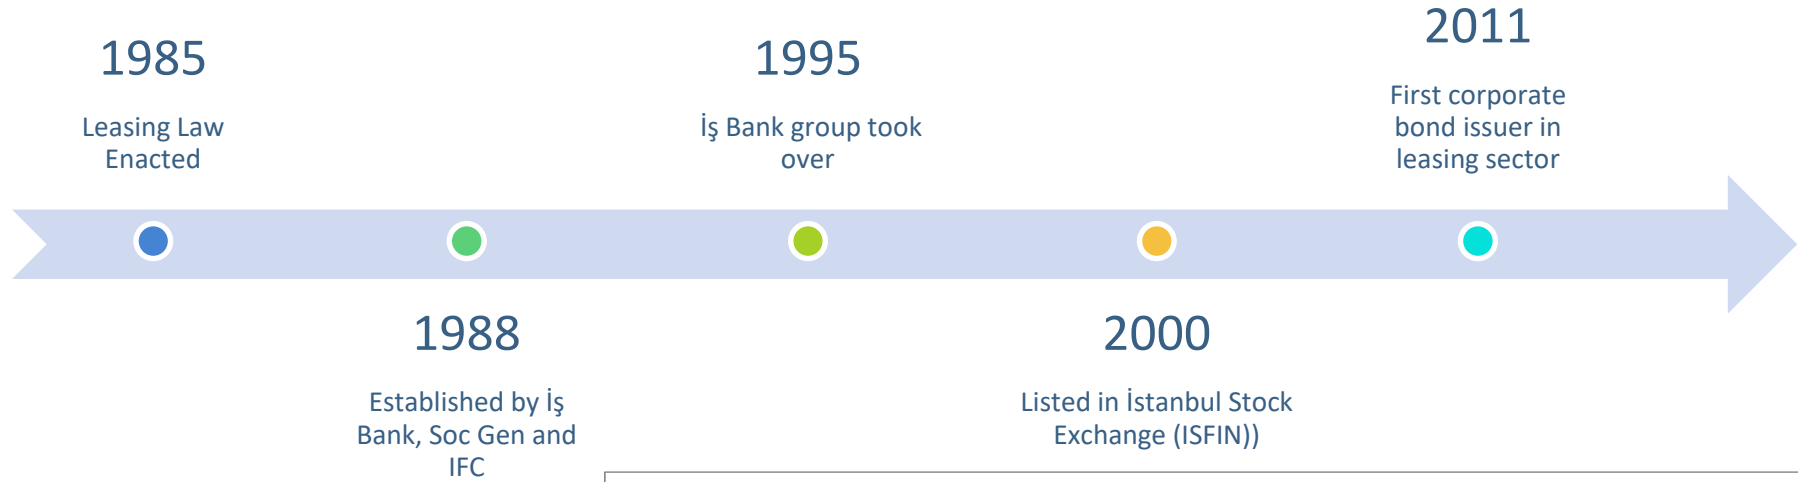 1985
Leasing Law
Enacted
1988
Established by İş
Bank, Soc Gen and
IFC
1995
İş Bank group took
over
2000
Listed in İstanbul Stock
Exchange (ISFIN))
2011
First corporate
bond issuer in
leasing sector